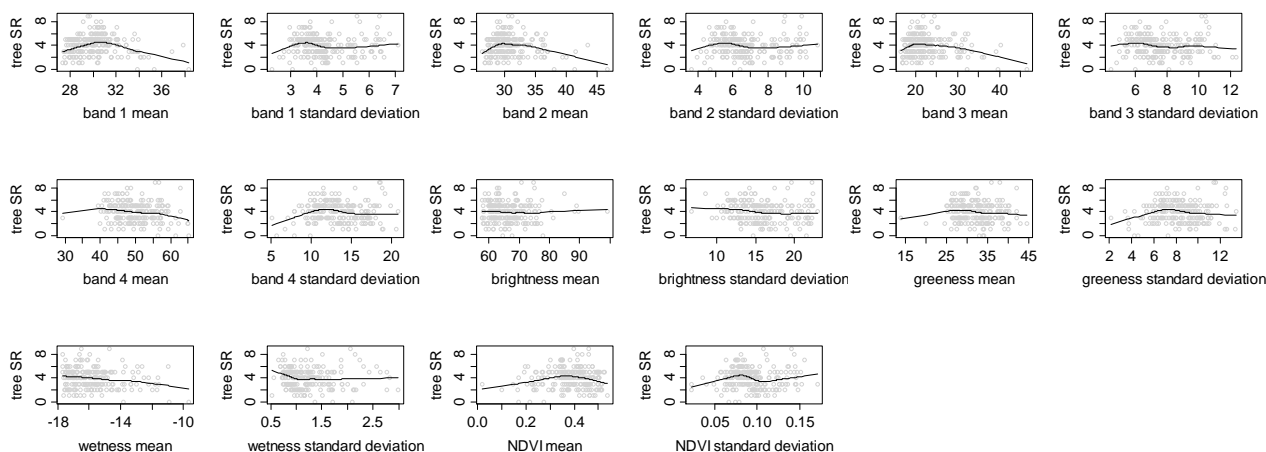 tree SR
0 4 8
28 30 32 34 36 38
band 1 mean
tree SR
0 4 8
3 4 5 6 7
band 1 standard deviation
tree SR
0 4 8
30 35 40 45
band 2 mean
tree SR
0 4 8
4 5 6 7 8 9 10
band 2 standard deviation
tree SR
0 4 8
20 25 30 40
band 3 mean
tree SR
0 4 8
6 8 10 12
band 3 standard deviation
tree SR
0 4 8
30 40 50 60
band 4 mean
tree SR
0 4 8
5 10 15 20
band 4 standard deviation
tree SR
0 4 8
60 70 80 90
brightness mean
tree SR
0 4 8
10 15 20
brightness standard deviation
tree SR
0 4 8
15 25 35 45
greeness mean
tree SR
0 4 8
2 4 6 8 12
greeness standard deviation
tree SR
0 4 8
-18 -14 -10
wetness mean
tree SR
0 4 8
0.5 1.5 2.5
wetness standard deviation
tree SR
0 4 8
0.0 0.2 0.4
NDVI mean
tree SR
0 4 8
0.05 0.10 0.15
NDVI standard deviation